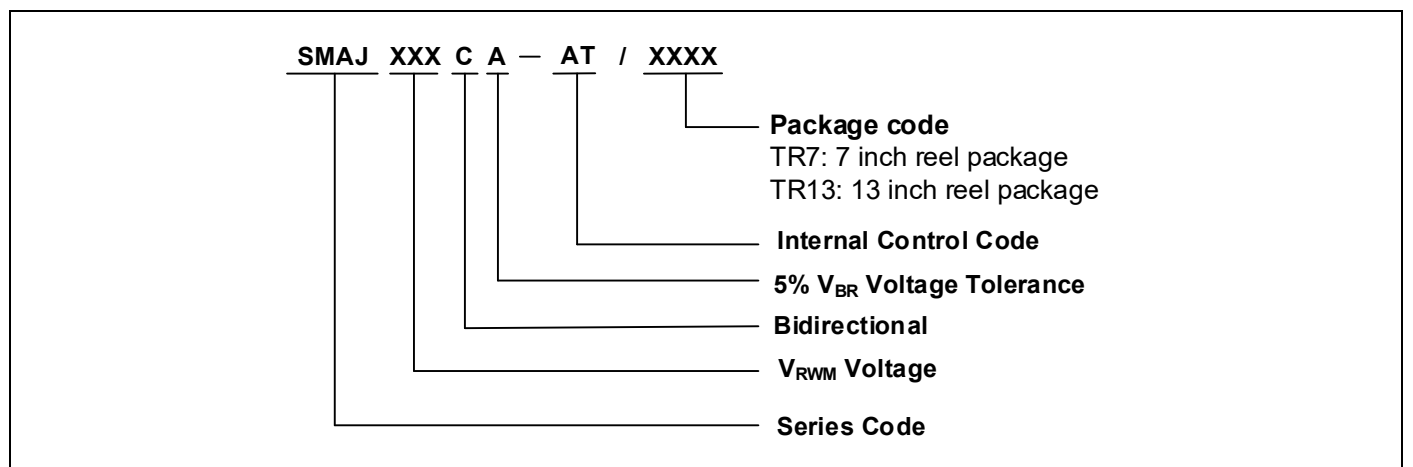 SMAJ XXX C A — AT / XXXX
Package code
TR7: 7 inch reel package
TR13: 13 inch reel package
Internal Control Code
5% VBR Voltage Tolerance
Bidirectional
VRWM Voltage
Series Code